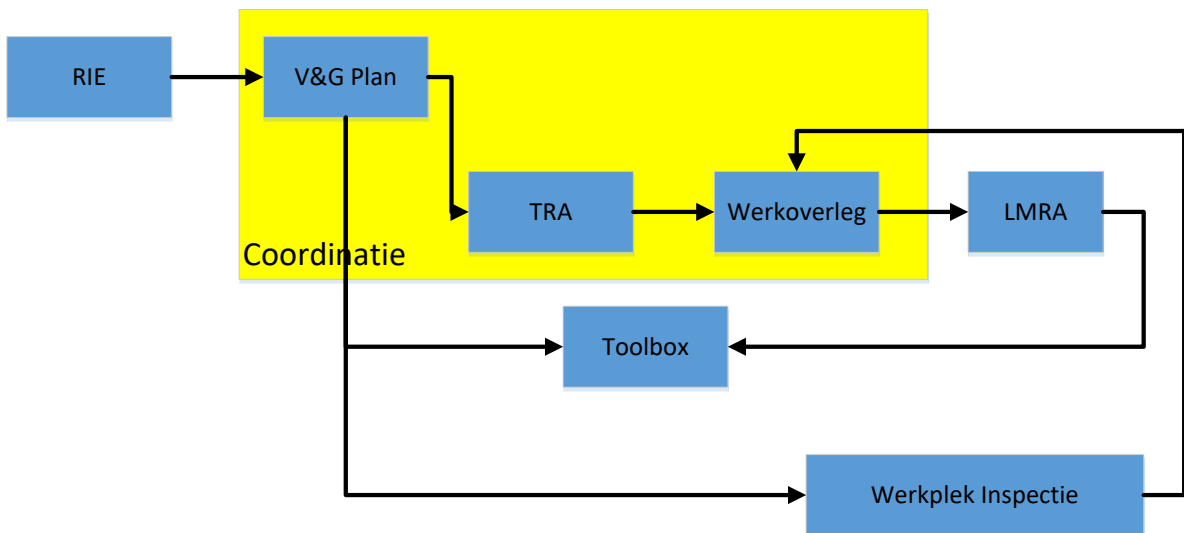 RIE
V&G Plan
TRA
Werkoverleg
LMRA
Coordinatie
Toolbox
Werkplek Inspectie